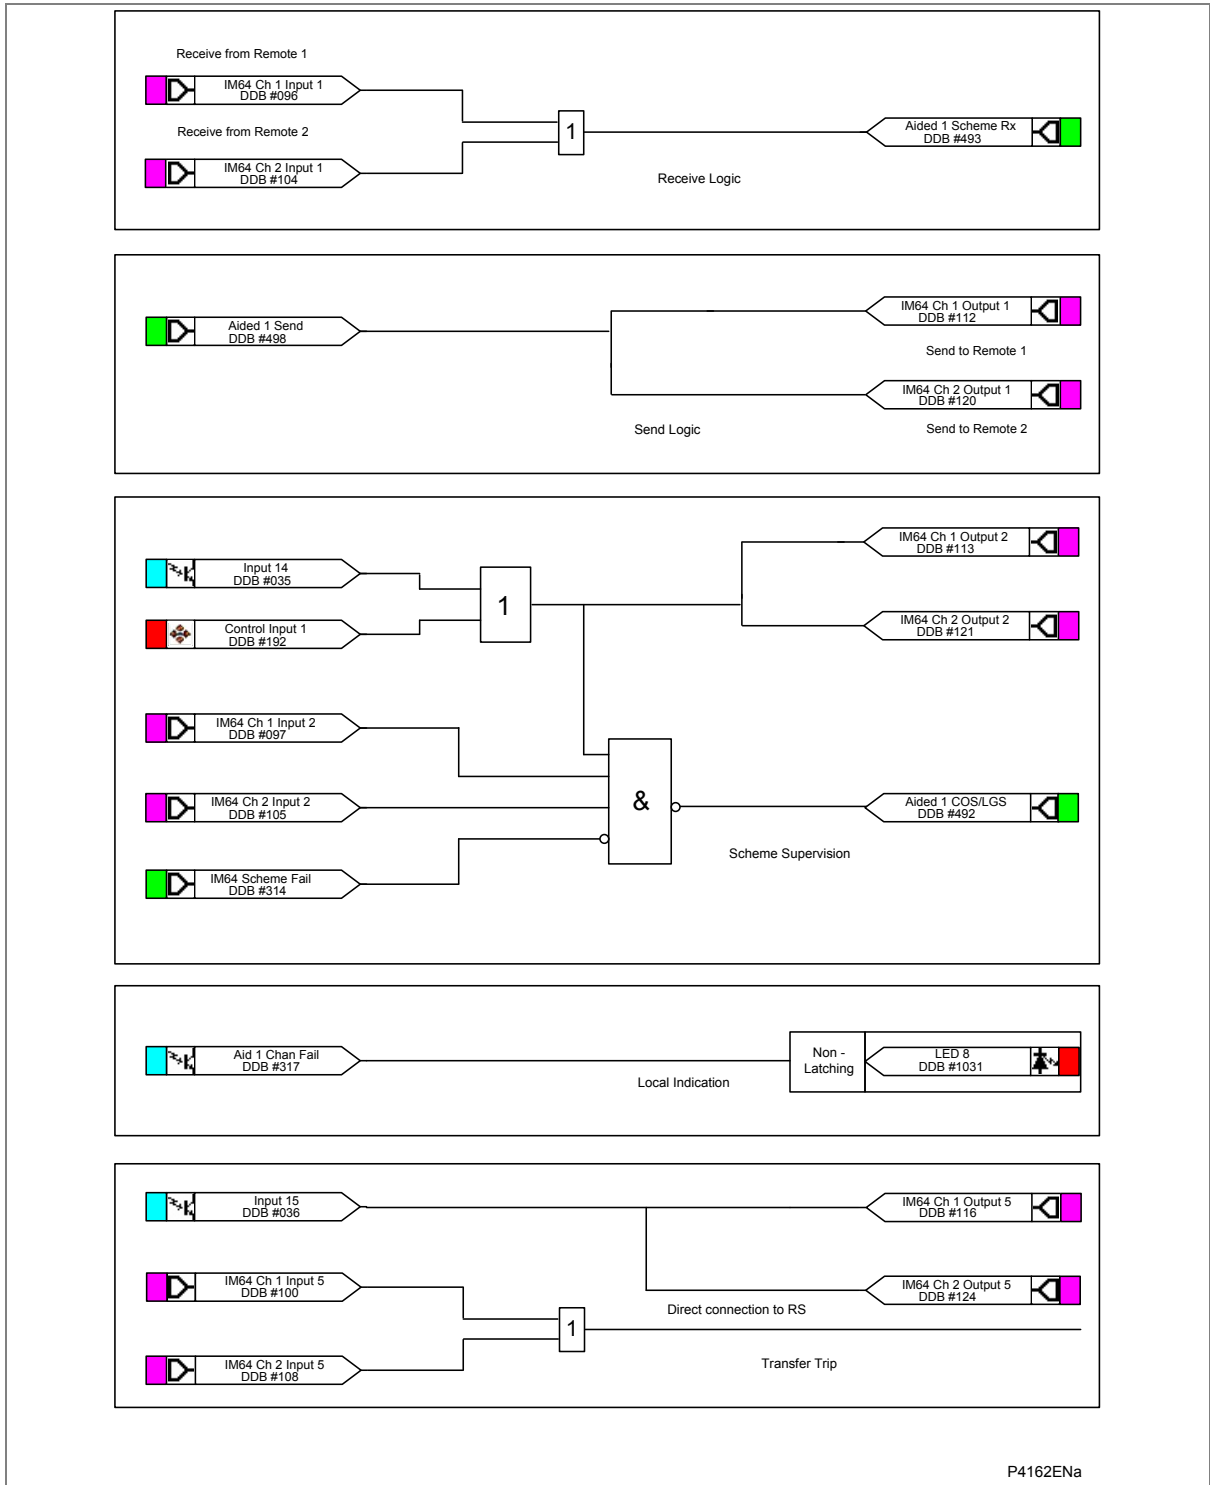 Receive from Remote 1
IM64 Ch 1 Input 1
DDB #096
Receive from Remote 2
IM64 Ch 2 Input 1
DDB #104
1
Aided 1 Scheme Rx
DDB #493
Receive Logic
Aided 1 Send
DDB #498
IM64 Ch 1 Output 1
DDB #112
Send to Remote 1
IM64 Ch 2 Output 1
DDB #120
Send Logic
Send to Remote 2
Input 14
DDB #035
Control Input 1
DDB #192
1
IM64 Ch 1 Output 2
DDB #113
IM64 Ch 2 Output 2
DDB #121
IM64 Ch 1 Input 2
DDB #097
IM64 Ch 2 Input 2
DDB #105
IM64 Scheme Fail
DDB #314
&
Aided 1 COS/LGS
DDB #492
Scheme Supervision
Aid 1 Chan Fail
DDB #317
Local Indication
Non -
Latching
LED 8
DDB #1031
Input 15
DDB #036
IM64 Ch 1 Output 5
DDB #116
IM64 Ch 1 Input 5
DDB #100
IM64 Ch 2 Output 5
DDB #124
Direct connection to RS
1
IM64 Ch 2 Input 5
DDB #108
Transfer Trip
P4162ENa